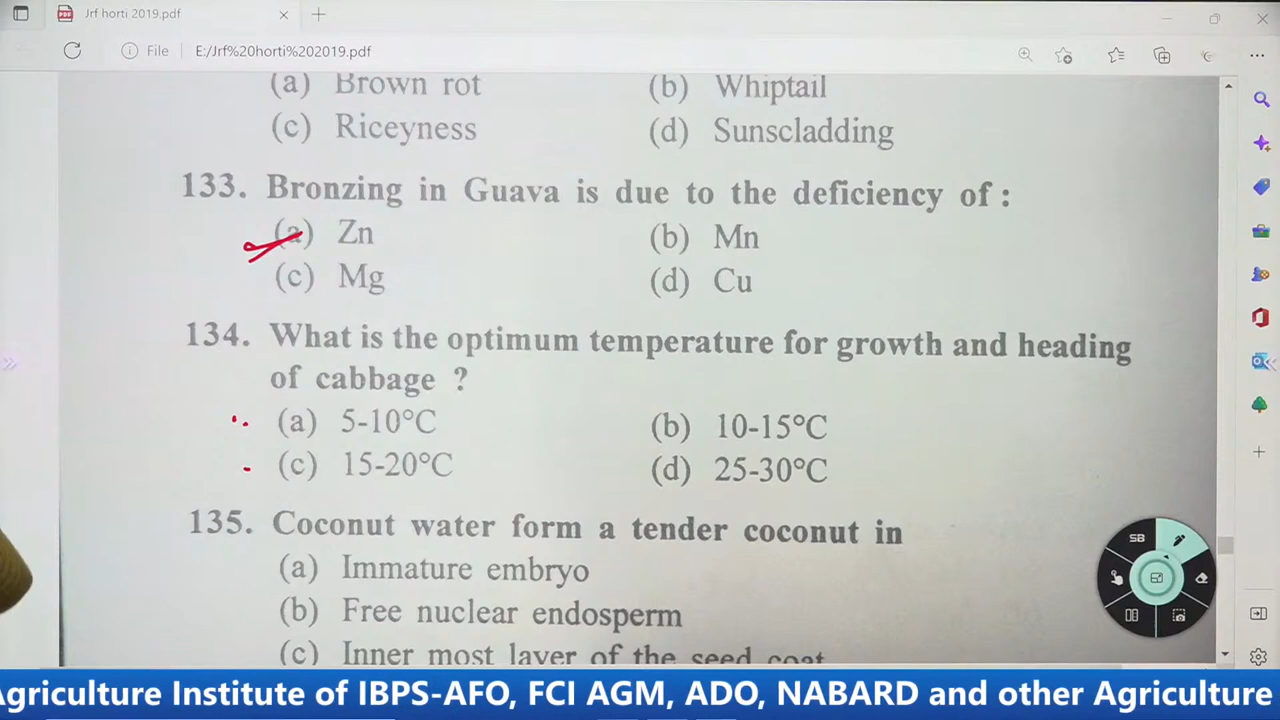 Jrf horti 2019.pdf
File E:/Jrf%20horti%202019.pdf
(a) Brown rot (b) Whiptail
(c) Riceyness (d) Sunscladding
133. Bronzing in Guava is due to the deficiency of :
(a) Zn (b) Mn
(c) Mg (d) Cu
134. What is the optimum temperature for growth and heading
of cabbage ?
(a) 5-10°C (b) 10-15°C
(c) 15-20°C (d) 25-30°C
135. Coconut water form a tender coconut in
(a) Immature embryo
SB
(b) Free nuclear endosperm
(c) Inner most layer of the seed coat
Agriculture Institute of IBPS-AFO, FCI AGM, ADO, NABARD and other Agriculture